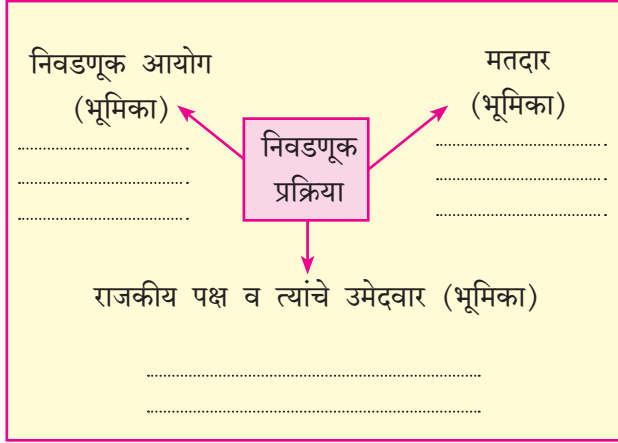 निवडणूक आयोग
(भूमिका)
मतदार
(भूमिका)
निवडणूक
प्रक्रिया
राजकीय पक्ष व त्यांचे उमेदवार (भूमिका)